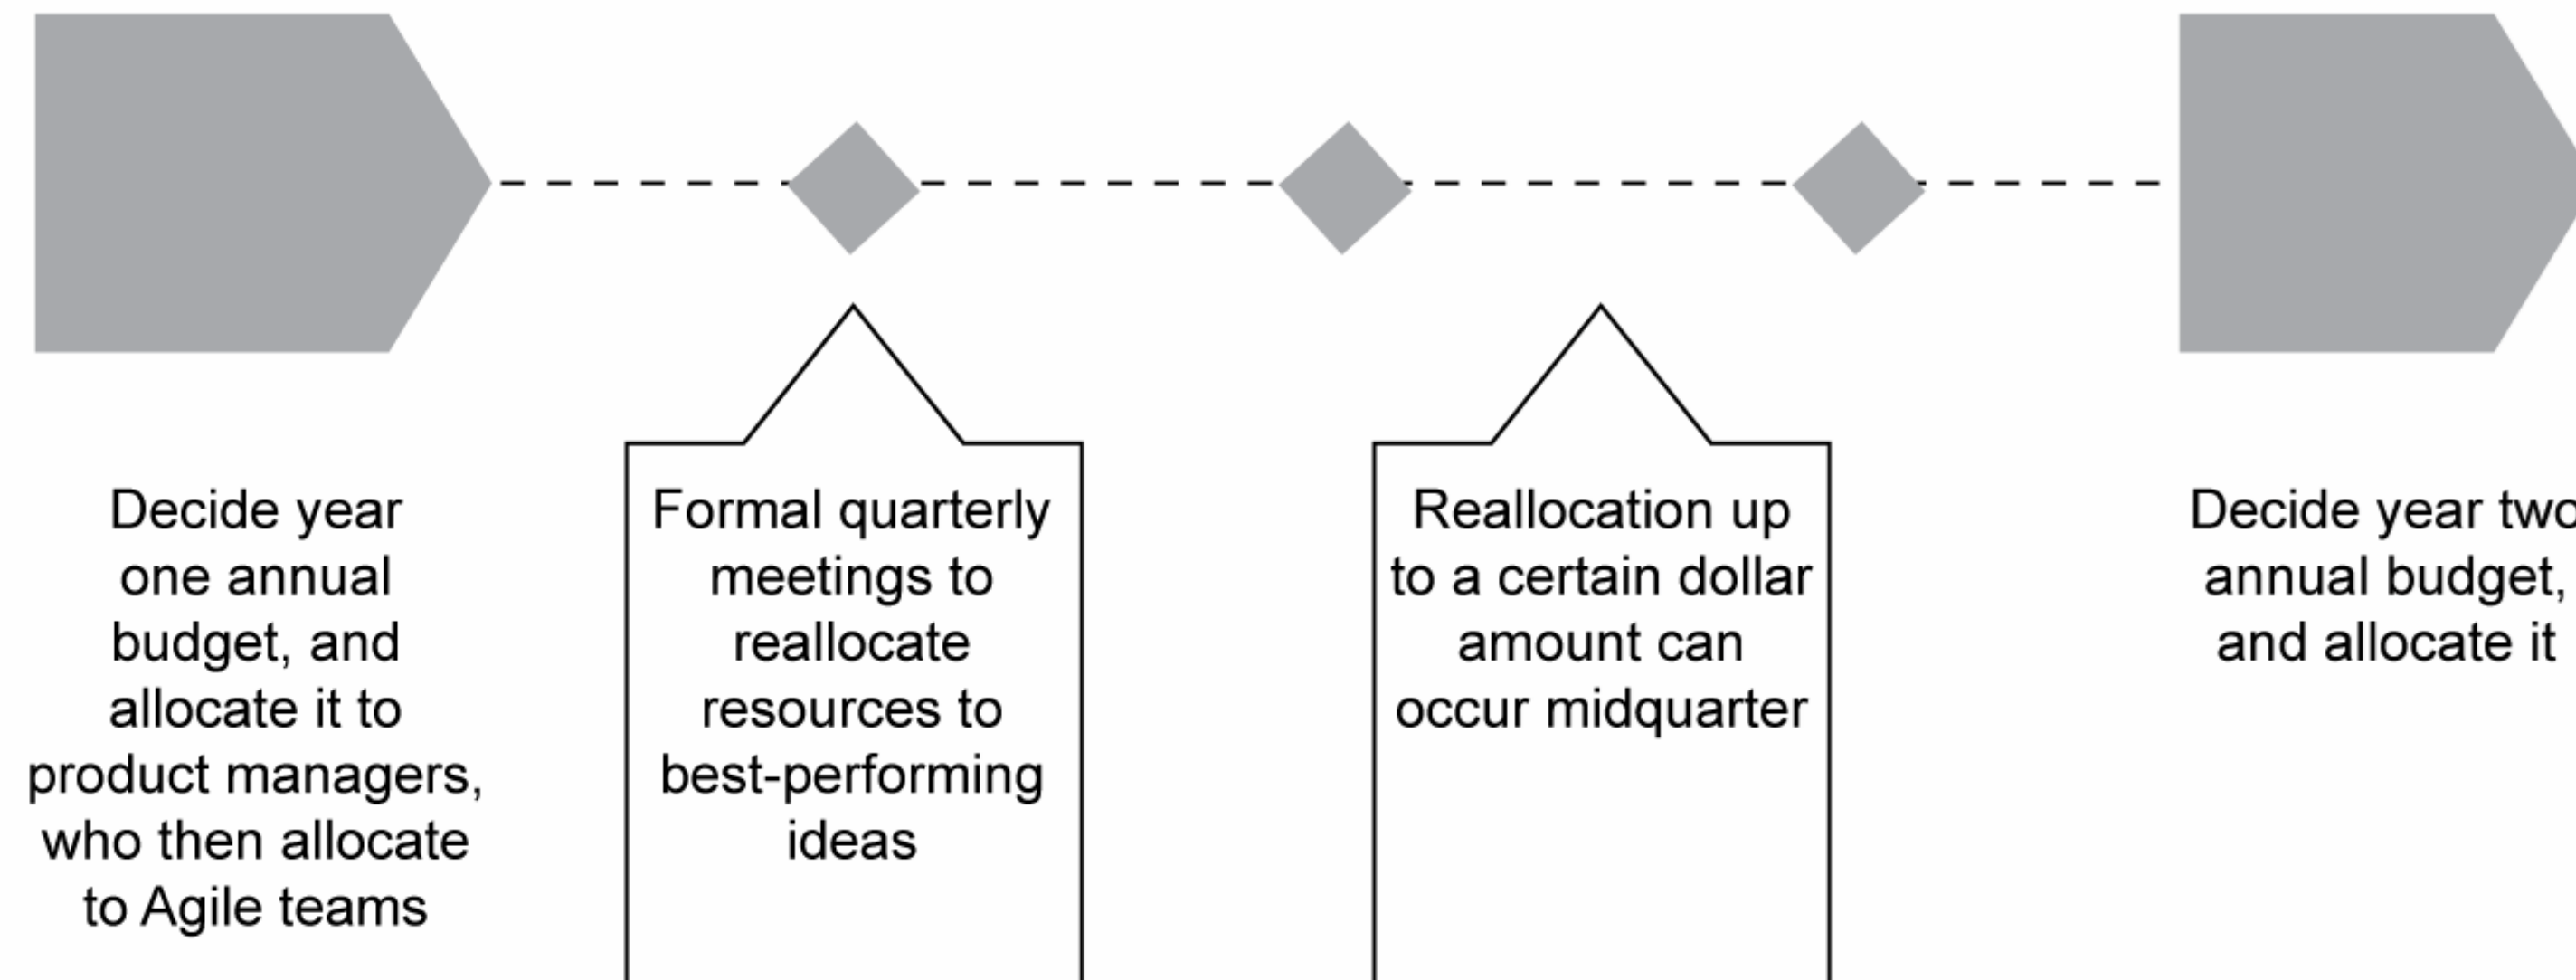 Decide year
one annual
budget, and
allocate it to
product managers,
who then allocate
to Agile teams
Formal quarterly
meetings to
reallocate
resources to
best-performing
ideas
Reallocation up
to a certain dollar
amount can
occur midquarter
Decide year two
annual budget,
and allocate it